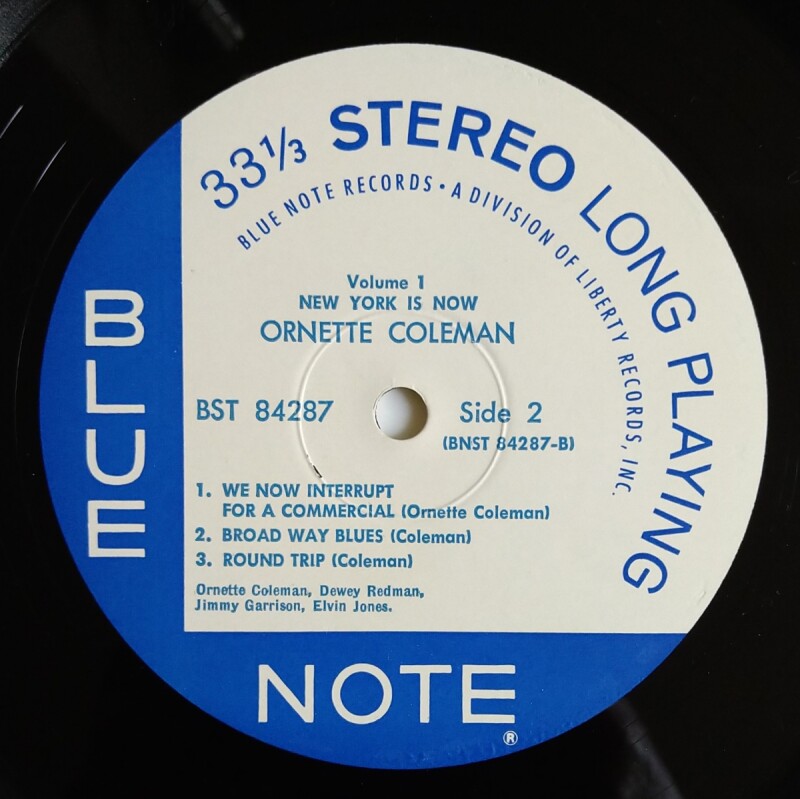 33⅓ STEREO LONG PLAYING
BLUE NOTE RECORDS • A DIVISION OF LIBERTY RECORDS, INC.
Volume 1
NEW YORK IS NOW
ORNETTE COLEMAN
BST 84287
Side 2
(BNST 84287-B)
1. WE NOW INTERRUPT
FOR A COMMERCIAL (Ornette Coleman)
2. BROAD WAY BLUES (Coleman)
3. ROUND TRIP (Coleman)
Ornette Coleman, Dewey Redman,
Jimmy Garrison, Elvin Jones.
BLUE
NOTE®